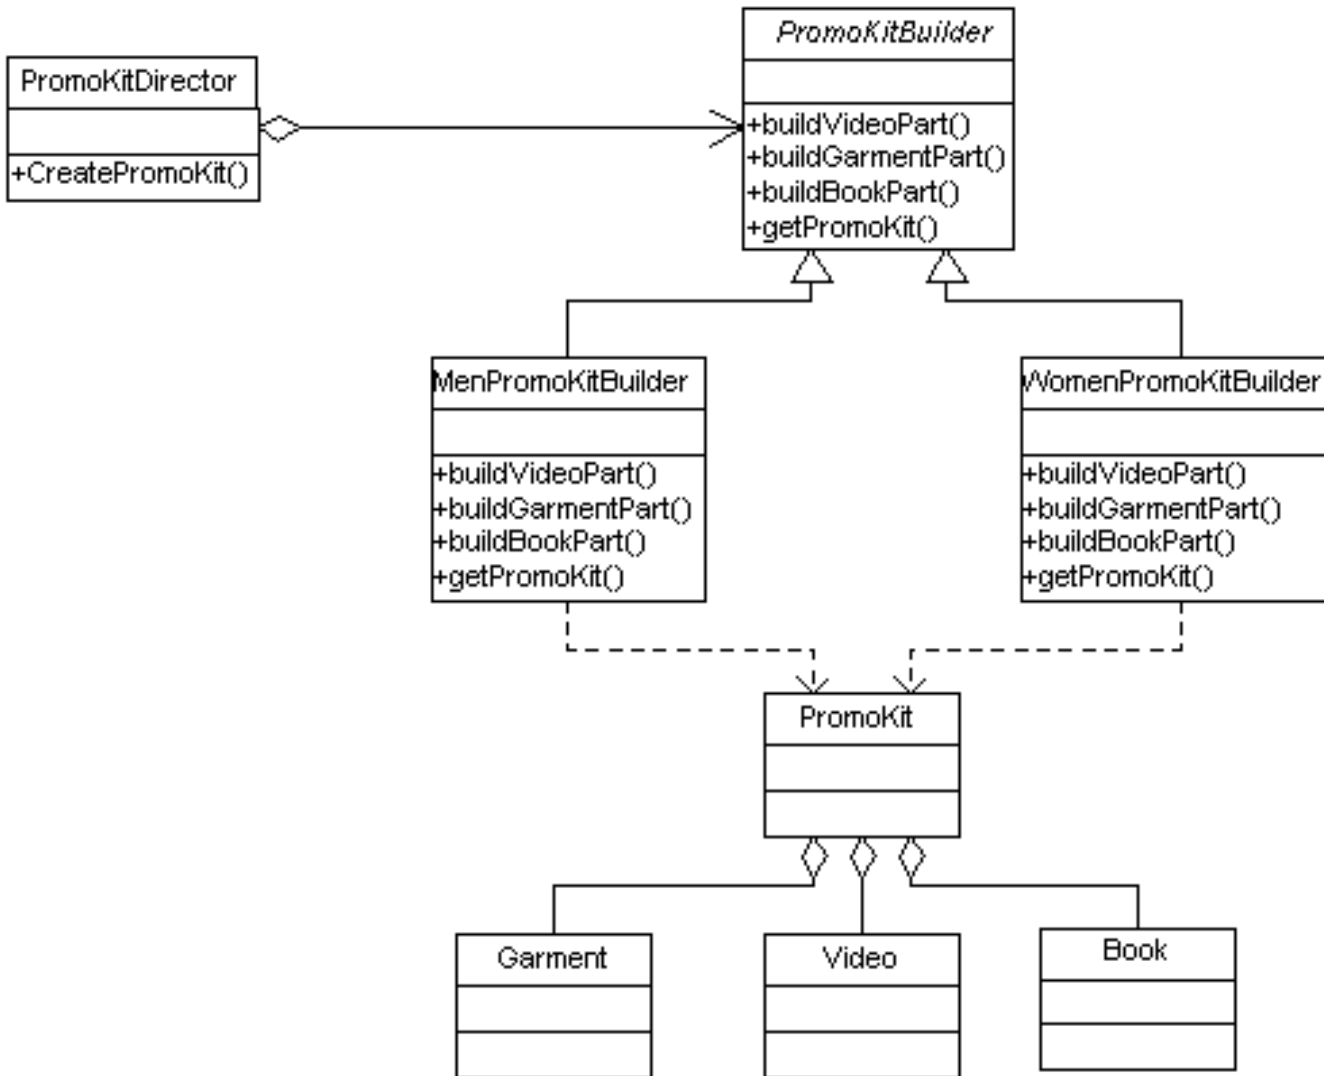 PromoKitBuilder
PromoKitDirector
+CreatePromoKit()
+buildVideoPart()
+buildGarmentPart()
+buildBookPart()
+getPromoKit()
MenPromoKitBuilder
+buildVideoPart()
+buildGarmentPart()
+buildBookPart()
+getPromoKit()
WomenPromoKitBuilder
+buildVideoPart()
+buildGarmentPart()
+buildBookPart()
+getPromoKit()
PromoKit
Garment
Video
Book